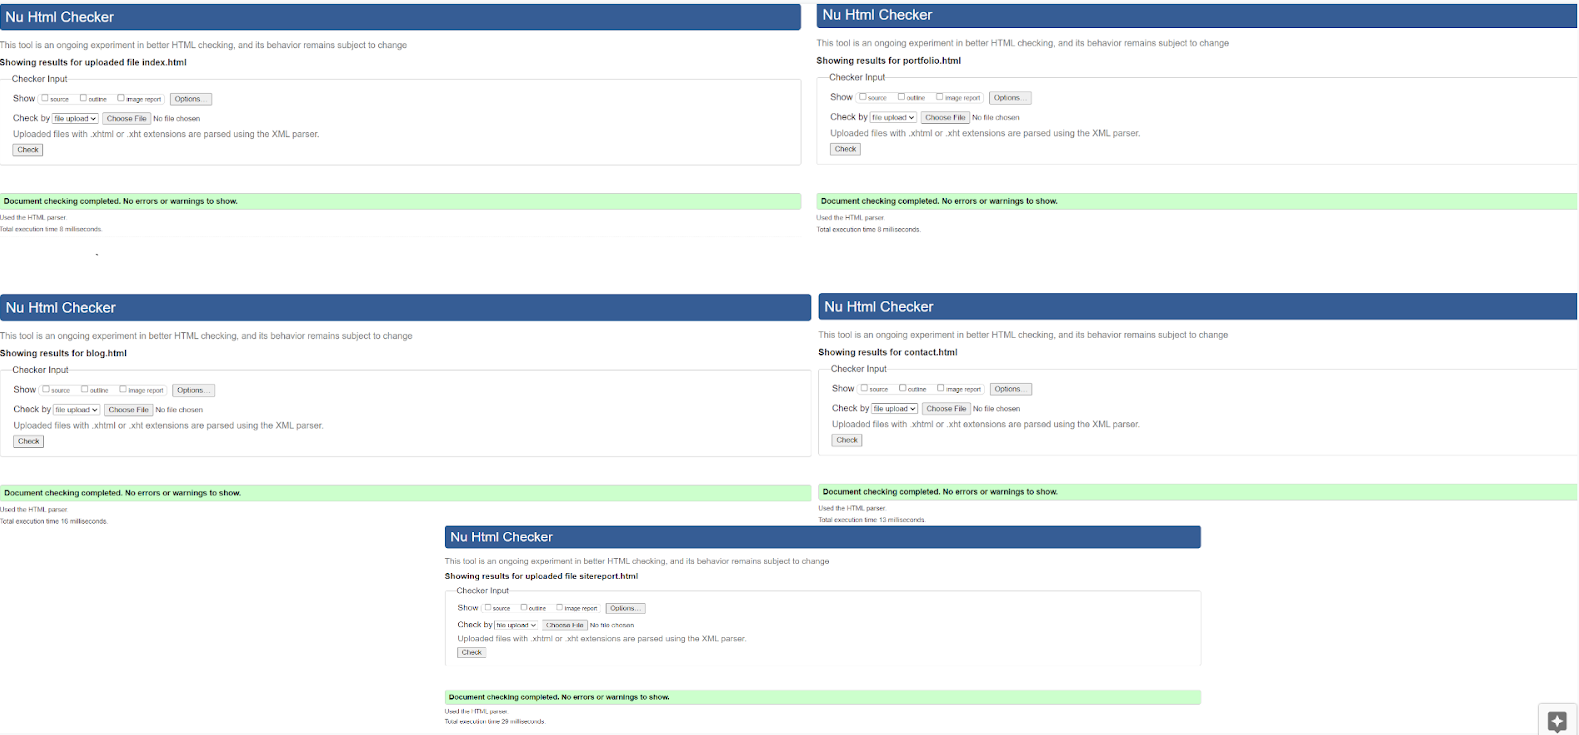 Nu Html Checker
This tool is an ongoing experiment in better HTML checking, and its behavior remains subject to change
Showing results for uploaded file index.html
Checker Input
Show source outline image report Options...
Check by file upload Choose File No file chosen
Uploaded files with .xhtml or .xht extensions are parsed using the XML parser.
Check
Document checking completed. No errors or warnings to show.
Used the HTML parser.
Total execution time 8 milliseconds.
Nu Html Checker
This tool is an ongoing experiment in better HTML checking, and its behavior remains subject to change
Showing results for portfolio.html
Checker Input
Show source outline image report Options...
Check by file upload Choose File No file chosen
Uploaded files with .xhtml or .xht extensions are parsed using the XML parser.
Check
Document checking completed. No errors or warnings to show.
Used the HTML parser.
Total execution time 8 milliseconds.
Nu Html Checker
This tool is an ongoing experiment in better HTML checking, and its behavior remains subject to change
Showing results for blog.html
Checker Input
Show source outline image report Options...
Check by file upload Choose File No file chosen
Uploaded files with .xhtml or .xht extensions are parsed using the XML parser.
Check
Document checking completed. No errors or warnings to show.
Used the HTML parser.
Total execution time 16 milliseconds.
Nu Html Checker
This tool is an ongoing experiment in better HTML checking, and its behavior remains subject to change
Showing results for contact.html
Checker Input
Show source outline image report Options...
Check by file upload Choose File No file chosen
Uploaded files with .xhtml or .xht extensions are parsed using the XML parser.
Check
Document checking completed. No errors or warnings to show.
Used the HTML parser.
Total execution time 13 milliseconds.
Nu Html Checker
This tool is an ongoing experiment in better HTML checking, and its behavior remains subject to change
Showing results for uploaded file sitereport.html
Checker Input
Show source outline image report Options...
Check by file upload Choose File No file chosen
Uploaded files with .xhtml or .xht extensions are parsed using the XML parser.
Check
Document checking completed. No errors or warnings to show.
Used the HTML parser.
Total execution time 29 milliseconds.